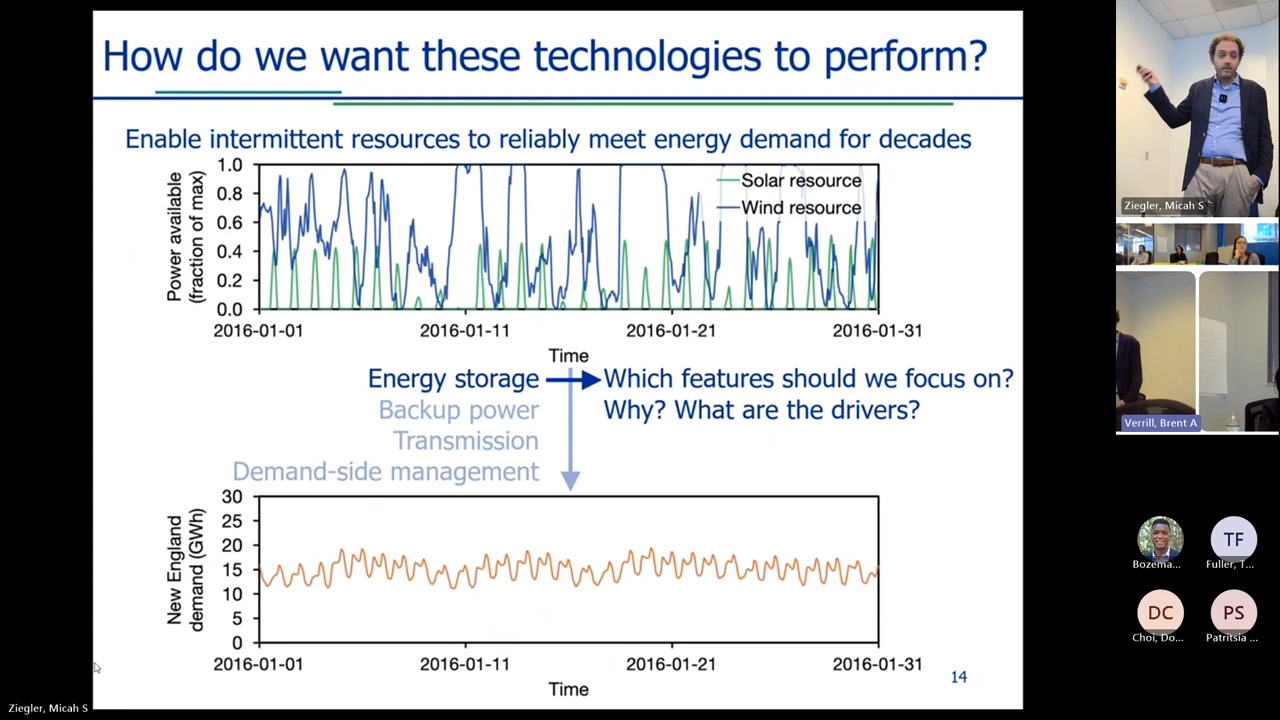 How do we want these technologies to perform?
Enable intermittent resources to reliably meet energy demand for decades
Power available
(fraction of max)
1.0
0.8
0.6
0.4
0.2
0.0
Solar resource
Wind resource
2016-01-01
2016-01-11
2016-01-21
2016-01-31
Time
Energy storage
Backup power
Transmission
Demand-side management
Which features should we focus on?
Why? What are the drivers?
New England
demand (GWh)
30
25
20
15
10
5
0
2016-01-01
2016-01-11
2016-01-21
2016-01-31
Time
14
Ziegler, Micah S
Ziegler, Micah S
Verrill, Brent A
Bozema...
TF
Fuller, T...
DC
Choi, Do...
PS
Patritsia ...